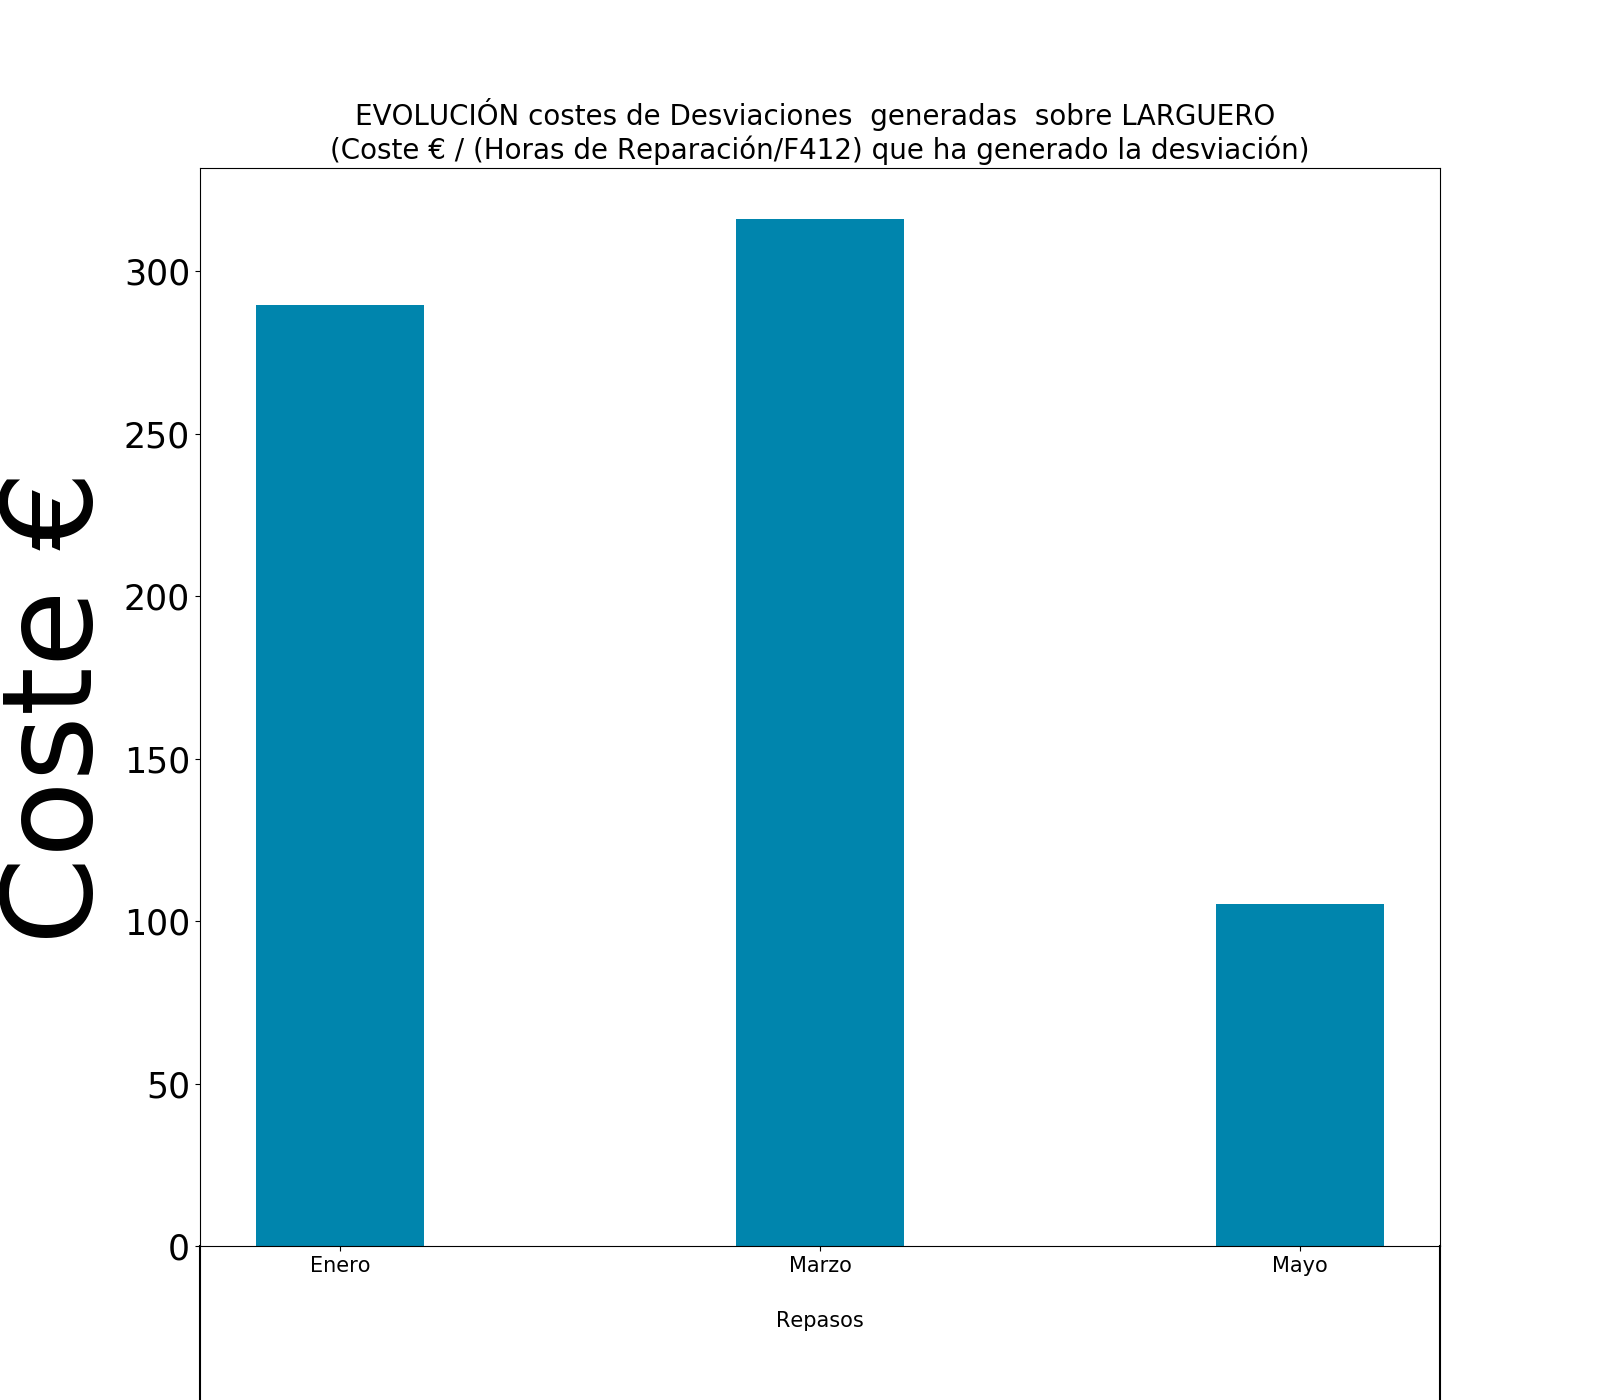 EVOLUCIÓN costes de Desviaciones  generadas  sobre LARGUERO
(Coste € / (Horas de Reparación/F412) que ha generado la desviación)
Coste €
300
250
200
150
100
50
0
Enero Marzo Mayo
Repasos